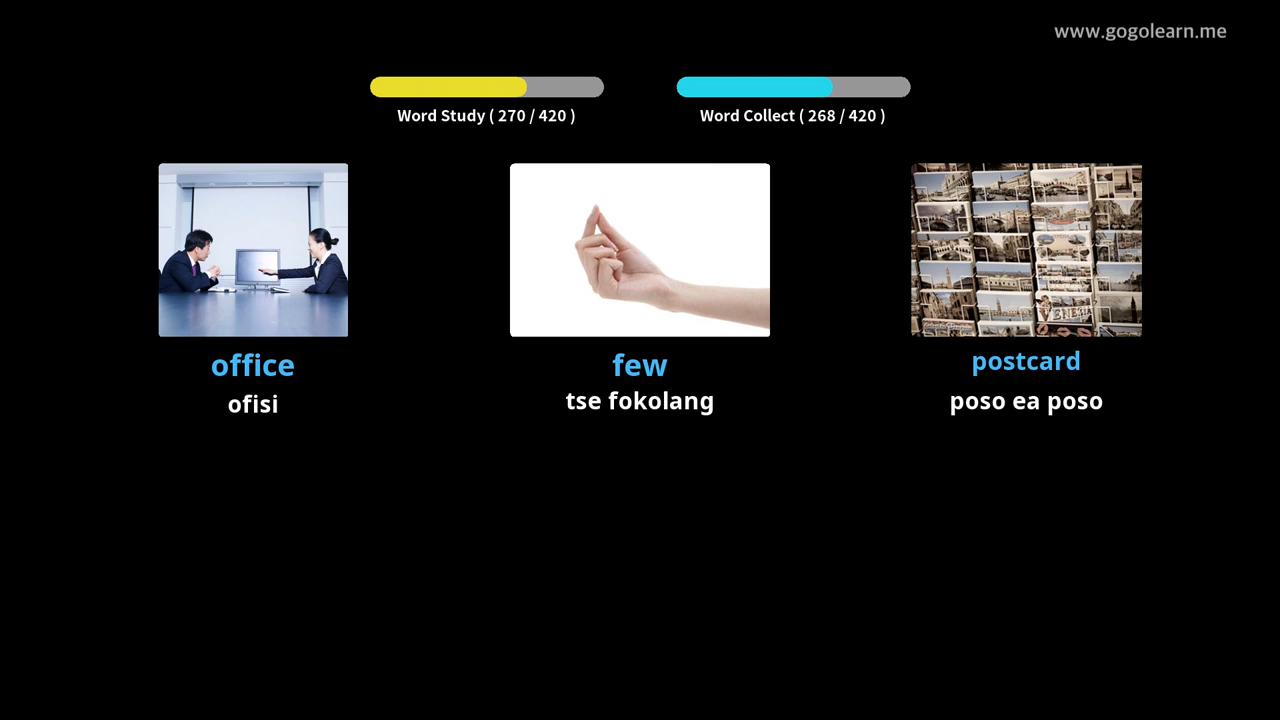 www.gogolearn.me
Word Study ( 270 / 420 )
Word Collect ( 268 / 420 )
VENEZIA
office
few
postcard
ofisi
tse fokolang
poso ea poso